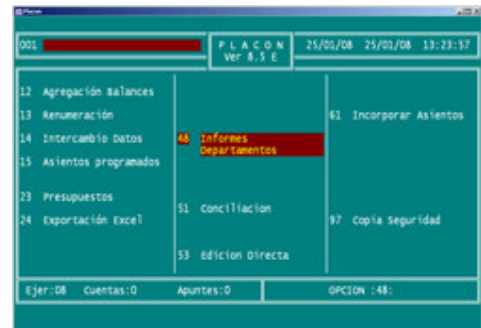 Placon
001
P L A C O N
Ver 8.5 E
25/01/08 25/01/08 13:23:57
12 Agregación Balances
13 Renumeración
14 Intercambio Datos
15 Asientos programados
23 Presupuestos
24 Exportación Excel
48 Informes
Departamentos
51 Conciliacion
53 Edicion Directa
61 Incorporar Asientos
97 Copia Seguridad
Ejer:08 Cuentas:0 Apuntes:0 OPCION :48: